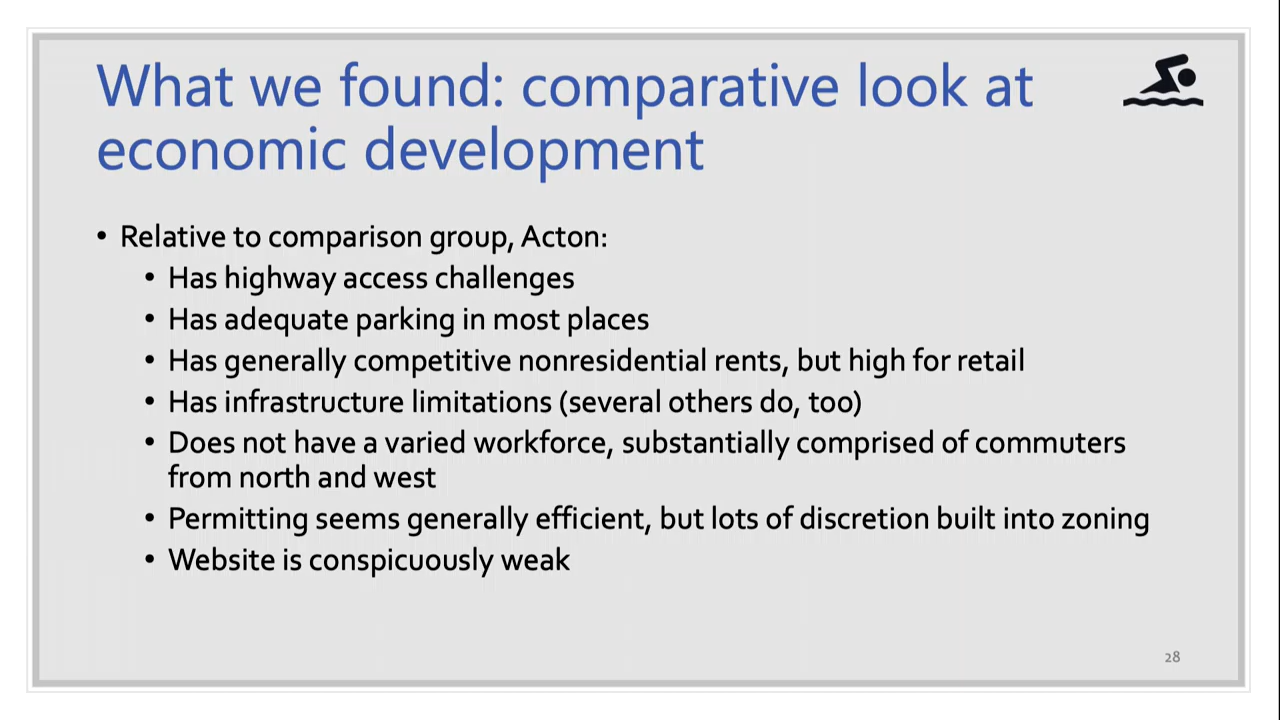 What we found: comparative look at
economic development
• Relative to comparison group, Acton:
• Has highway access challenges
• Has adequate parking in most places
• Has generally competitive nonresidential rents, but high for retail
• Has infrastructure limitations (several others do, too)
• Does not have a varied workforce, substantially comprised of commuters
from north and west
• Permitting seems generally efficient, but lots of discretion built into zoning
• Website is conspicuously weak
28